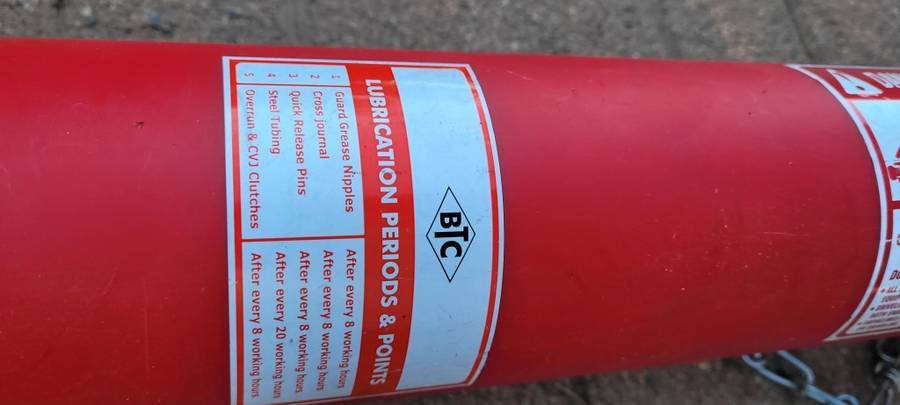 BTC
LUBRICATION PERIODS & POINTS
1 Guard Grease Nipples After every 8 working hours
2 Cross Journal After every 8 working hours
3 Quick Release Pins After every 8 working hours
4 Steel Tubing After every 20 working hours
5 Overrun & CVJ Clutches After every 8 working hours